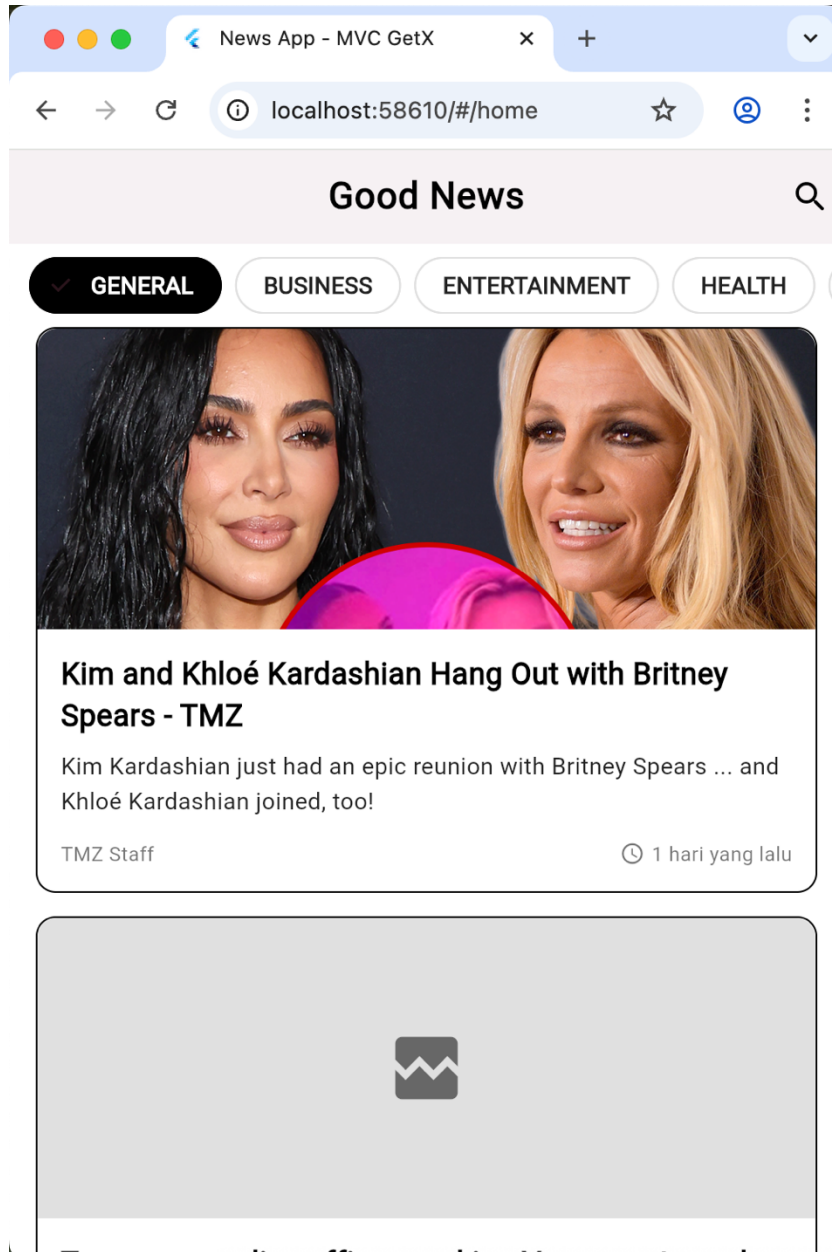 News App - MVC GetX
localhost:58610/#/home
Good News
GENERAL
BUSINESS
ENTERTAINMENT
HEALTH
Kim and Khloé Kardashian Hang Out with Britney
Spears - TMZ
Kim Kardashian just had an epic reunion with Britney Spears ... and
Khloé Kardashian joined, too!
TMZ Staff
1 hari yang lalu